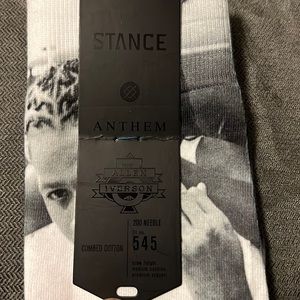 STANCE
ANTHEM
ALLEN
IVERSON
200 NEEDLE
545
COMBED COTTON